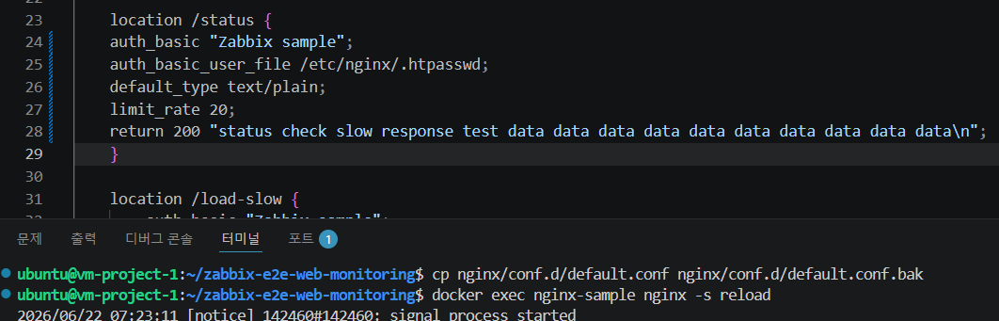 22
23 location /status {
24 auth_basic "Zabbix sample";
25 auth_basic_user_file /etc/nginx/.htpasswd;
26 default_type text/plain;
27 limit_rate 20;
28 return 200 "status check slow response test data data data data data data data data data data\n";
29 }
30
31 location /load-slow {
32 auth_basic "Zabbix sample";
문제 출력 디버그 콘솔 터미널 포트 1
ubuntu@vm-project-1:~/zabbix-e2e-web-monitoring$ cp nginx/conf.d/default.conf nginx/conf.d/default.conf.bak
ubuntu@vm-project-1:~/zabbix-e2e-web-monitoring$ docker exec nginx-sample nginx -s reload
2026/06/22 07:23:11 [notice] 142460#142460: signal process started